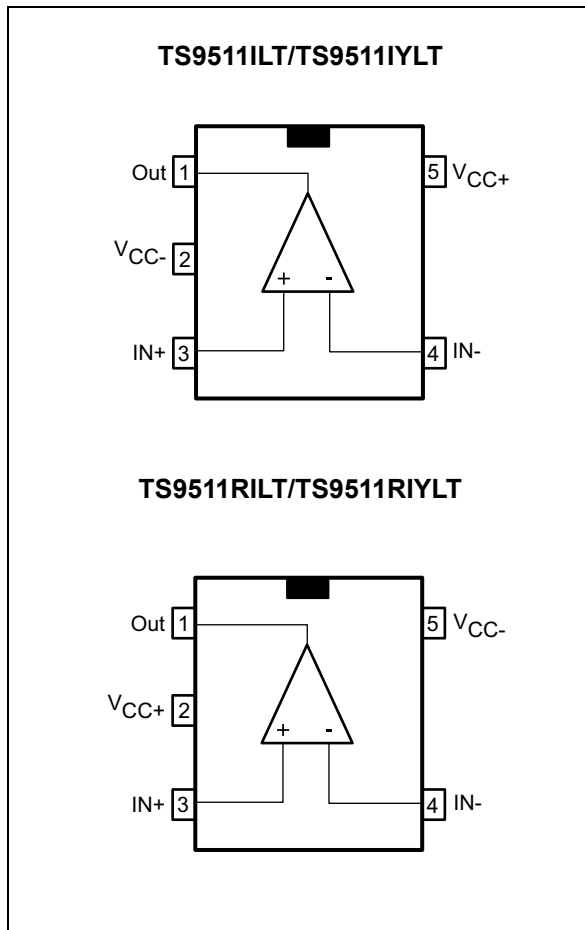 TS9511ILT/TS9511IYLT
Out 1
5 VCC+
VCC- 2
+ -
IN+ 3
4 IN-
TS9511RILT/TS9511RIYLT
Out 1
5 VCC-
VCC+ 2
+ -
IN+ 3
4 IN-